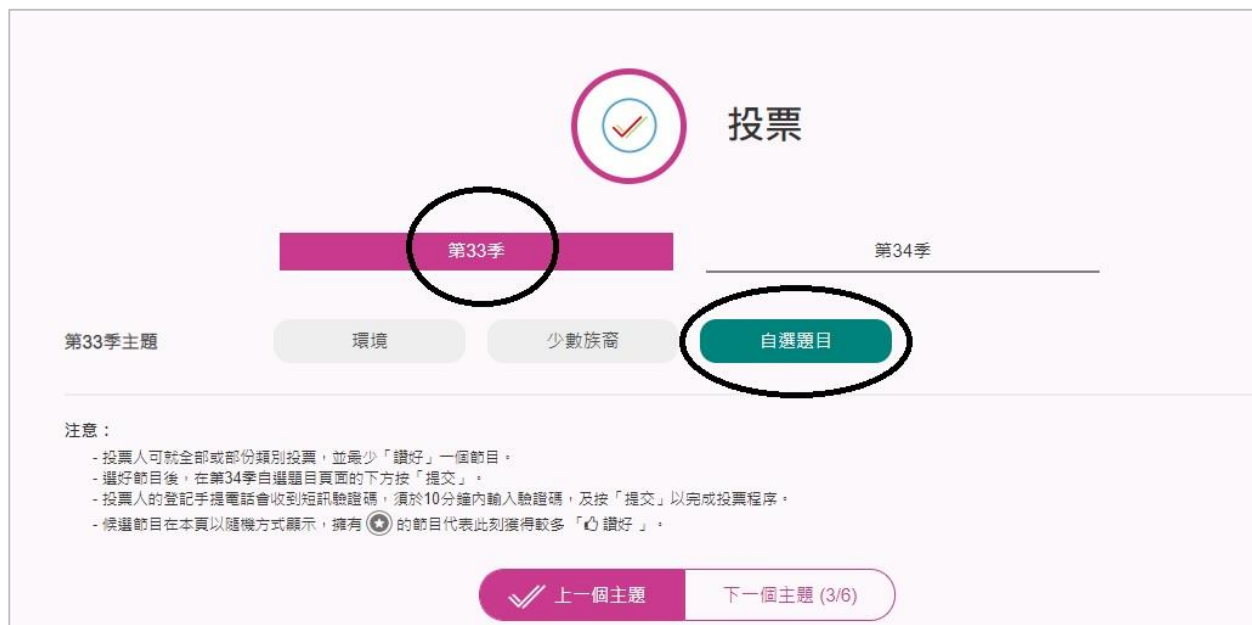 投票
第33季
第34季
第33季主題
環境
少數族裔
自選題目
注意：
- 投票人可就全部或部份類別投票，並最少「讚好」一個節目。
- 選好節目後，在第34季自選題目頁面的下方按「提交」。
- 投票人的登記手提電話會收到短訊驗證碼，須於10分鐘內輸入驗證碼，及按「提交」以完成投票程序。
- 候選節目在本頁以隨機方式顯示，擁有 的節目代表此刻獲得較多 「讚好 」。
上一個主題
下一個主題 (3/6)